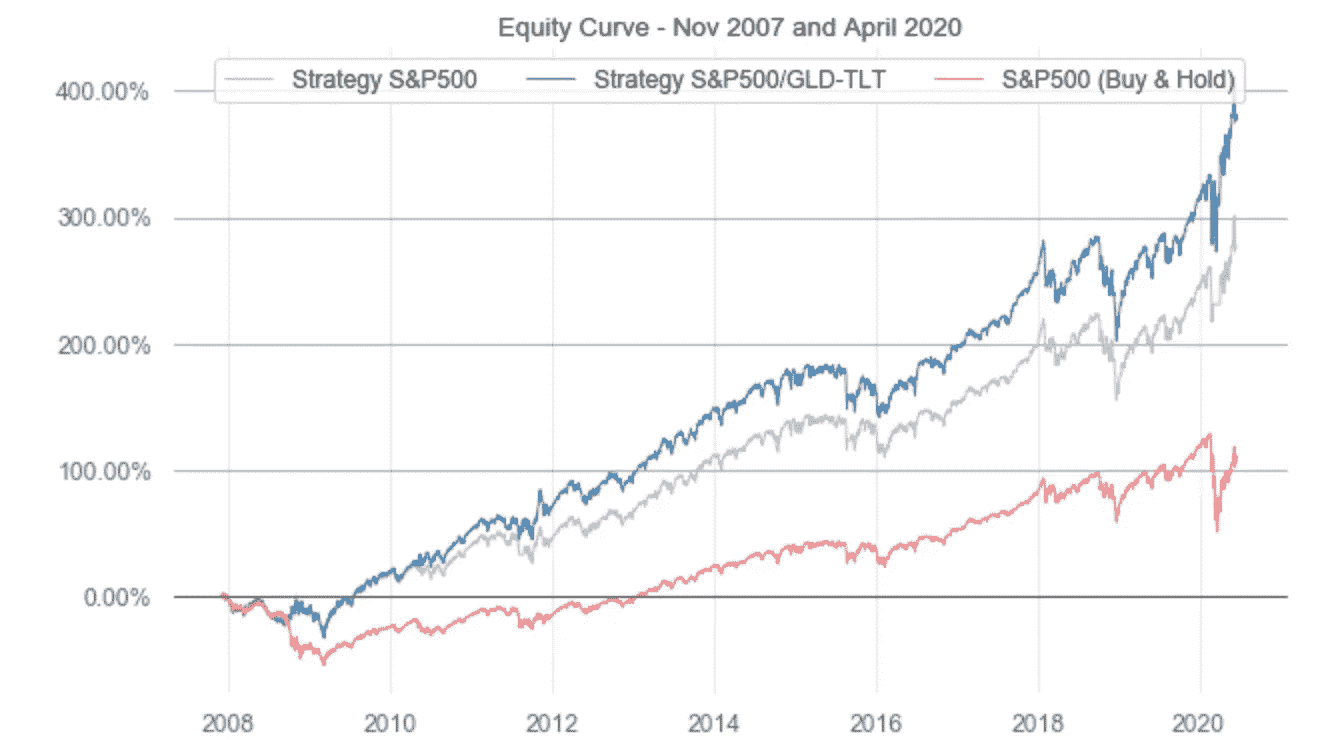 Equity Curve - Nov 2007 and April 2020
Strategy S&P500 Strategy S&P500/GLD-TLT S&P500 (Buy & Hold)
400.00%
300.00%
200.00%
100.00%
0.00%
2008 2010 2012 2014 2016 2018 2020